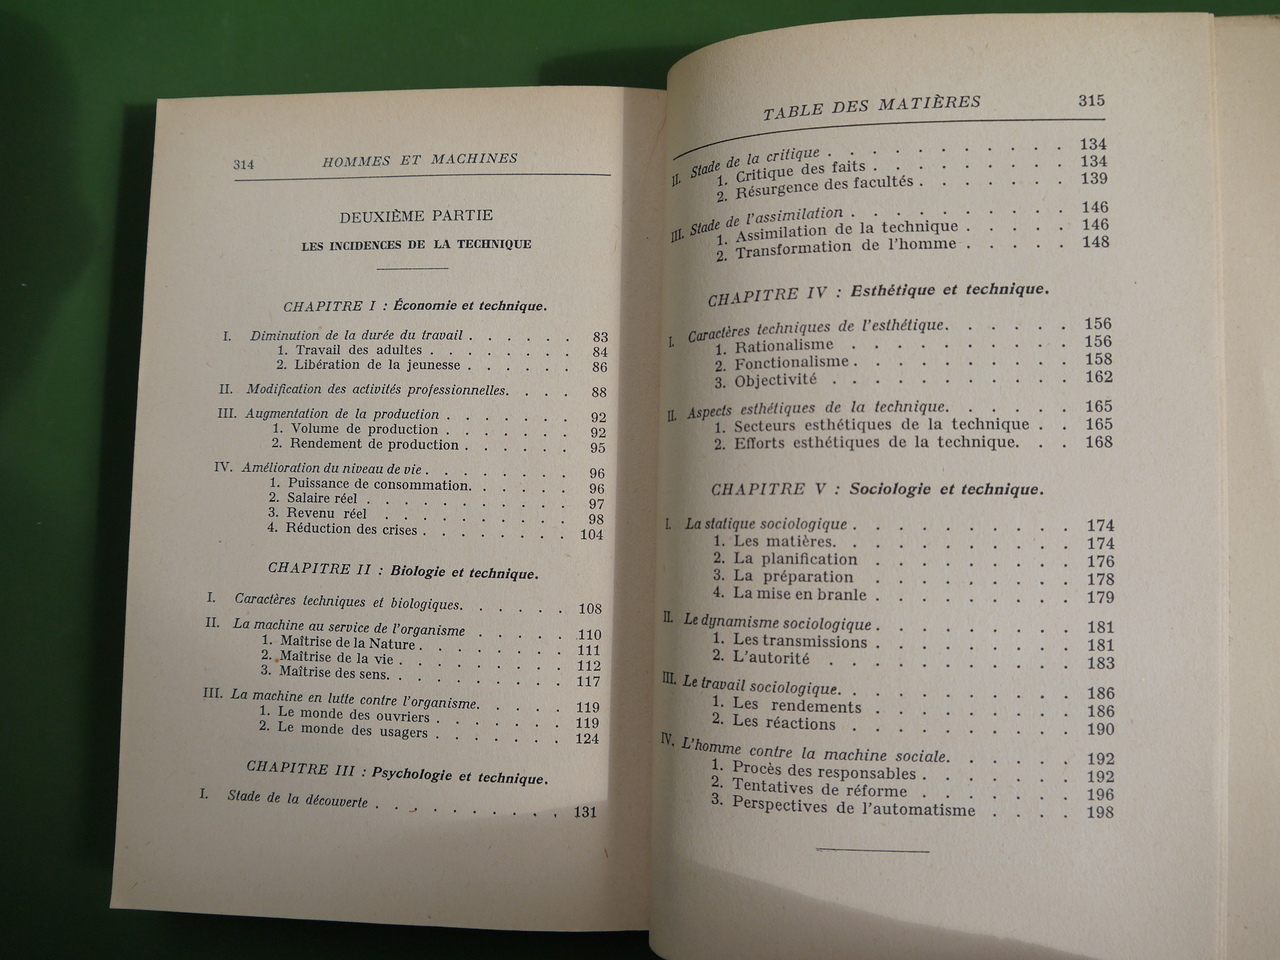 314 HOMMES ET MACHINES
DEUXIÈME PARTIE
LES INCIDENCES DE LA TECHNIQUE
CHAPITRE I : Économie et technique.
I. Diminution de la durée du travail . . . . . . 83
1. Travail des adultes . . . . . . . . 84
2. Libération de la jeunesse . . . . . . 86
II. Modification des activités professionnelles. . . . 88
III. Augmentation de la production . . . . . . . 92
1. Volume de production . . . . . . . 92
2. Rendement de production . . . . . . 95
IV. Amélioration du niveau de vie . . . . . . . . 96
1. Puissance de consommation. . . . . . 96
2. Salaire réel . . . . . . . . . . . 97
3. Revenu réel . . . . . . . . . . 98
4. Réduction des crises . . . . . . . . 104
CHAPITRE II : Biologie et technique.
I. Caractères techniques et biologiques. . . . . . 108
II. La machine au service de l'organisme . . . . . 110
1. Maîtrise de la Nature . . . . . . . . 111
2. Maîtrise de la vie . . . . . . . . . 112
3. Maîtrise des sens. . . . . . . . . . 117
III. La machine en lutte contre l'organisme. . . . . 119
1. Le monde des ouvriers . . . . . . . 119
2. Le monde des usagers . . . . . . . 124
CHAPITRE III : Psychologie et technique.
I. Stade de la découverte . . . . . . . . . . 131
TABLE DES MATIÈRES 315
II. Stade de la critique . . . . . . . . . . . 134
1. Critique des faits . . . . . . . . . 134
2. Résurgence des facultés . . . . . . . 139
III. Stade de l'assimilation . . . . . . . . . . 146
1. Assimilation de la technique . . . . . 146
2. Transformation de l'homme . . . . . 148
CHAPITRE IV : Esthétique et technique.
I. Caractères techniques de l'esthétique. . . . . . 156
1. Rationalisme . . . . . . . . . . 156
2. Fonctionalisme . . . . . . . . . . 158
3. Objectivité . . . . . . . . . . . 162
II. Aspects esthétiques de la technique. . . . . . 165
1. Secteurs esthétiques de la technique . . 165
2. Efforts esthétiques de la technique. . . 168
CHAPITRE V : Sociologie et technique.
I. La statique sociologique . . . . . . . . . . 174
1. Les matières. . . . . . . . . . . 174
2. La planification . . . . . . . . . 176
3. La préparation . . . . . . . . . 178
4. La mise en branle . . . . . . . . . 179
II. Le dynamisme sociologique . . . . . . . . . 181
1. Les transmissions . . . . . . . . . 181
2. L'autorité . . . . . . . . . . . 183
III. Le travail sociologique. . . . . . . . . . . 186
1. Les rendements . . . . . . . . . 186
2. Les réactions . . . . . . . . . . 190
IV. L'homme contre la machine sociale. . . . . . 192
1. Procès des responsables . . . . . . . 192
2. Tentatives de réforme . . . . . . . 196
3. Perspectives de l'automatisme . . . . 198